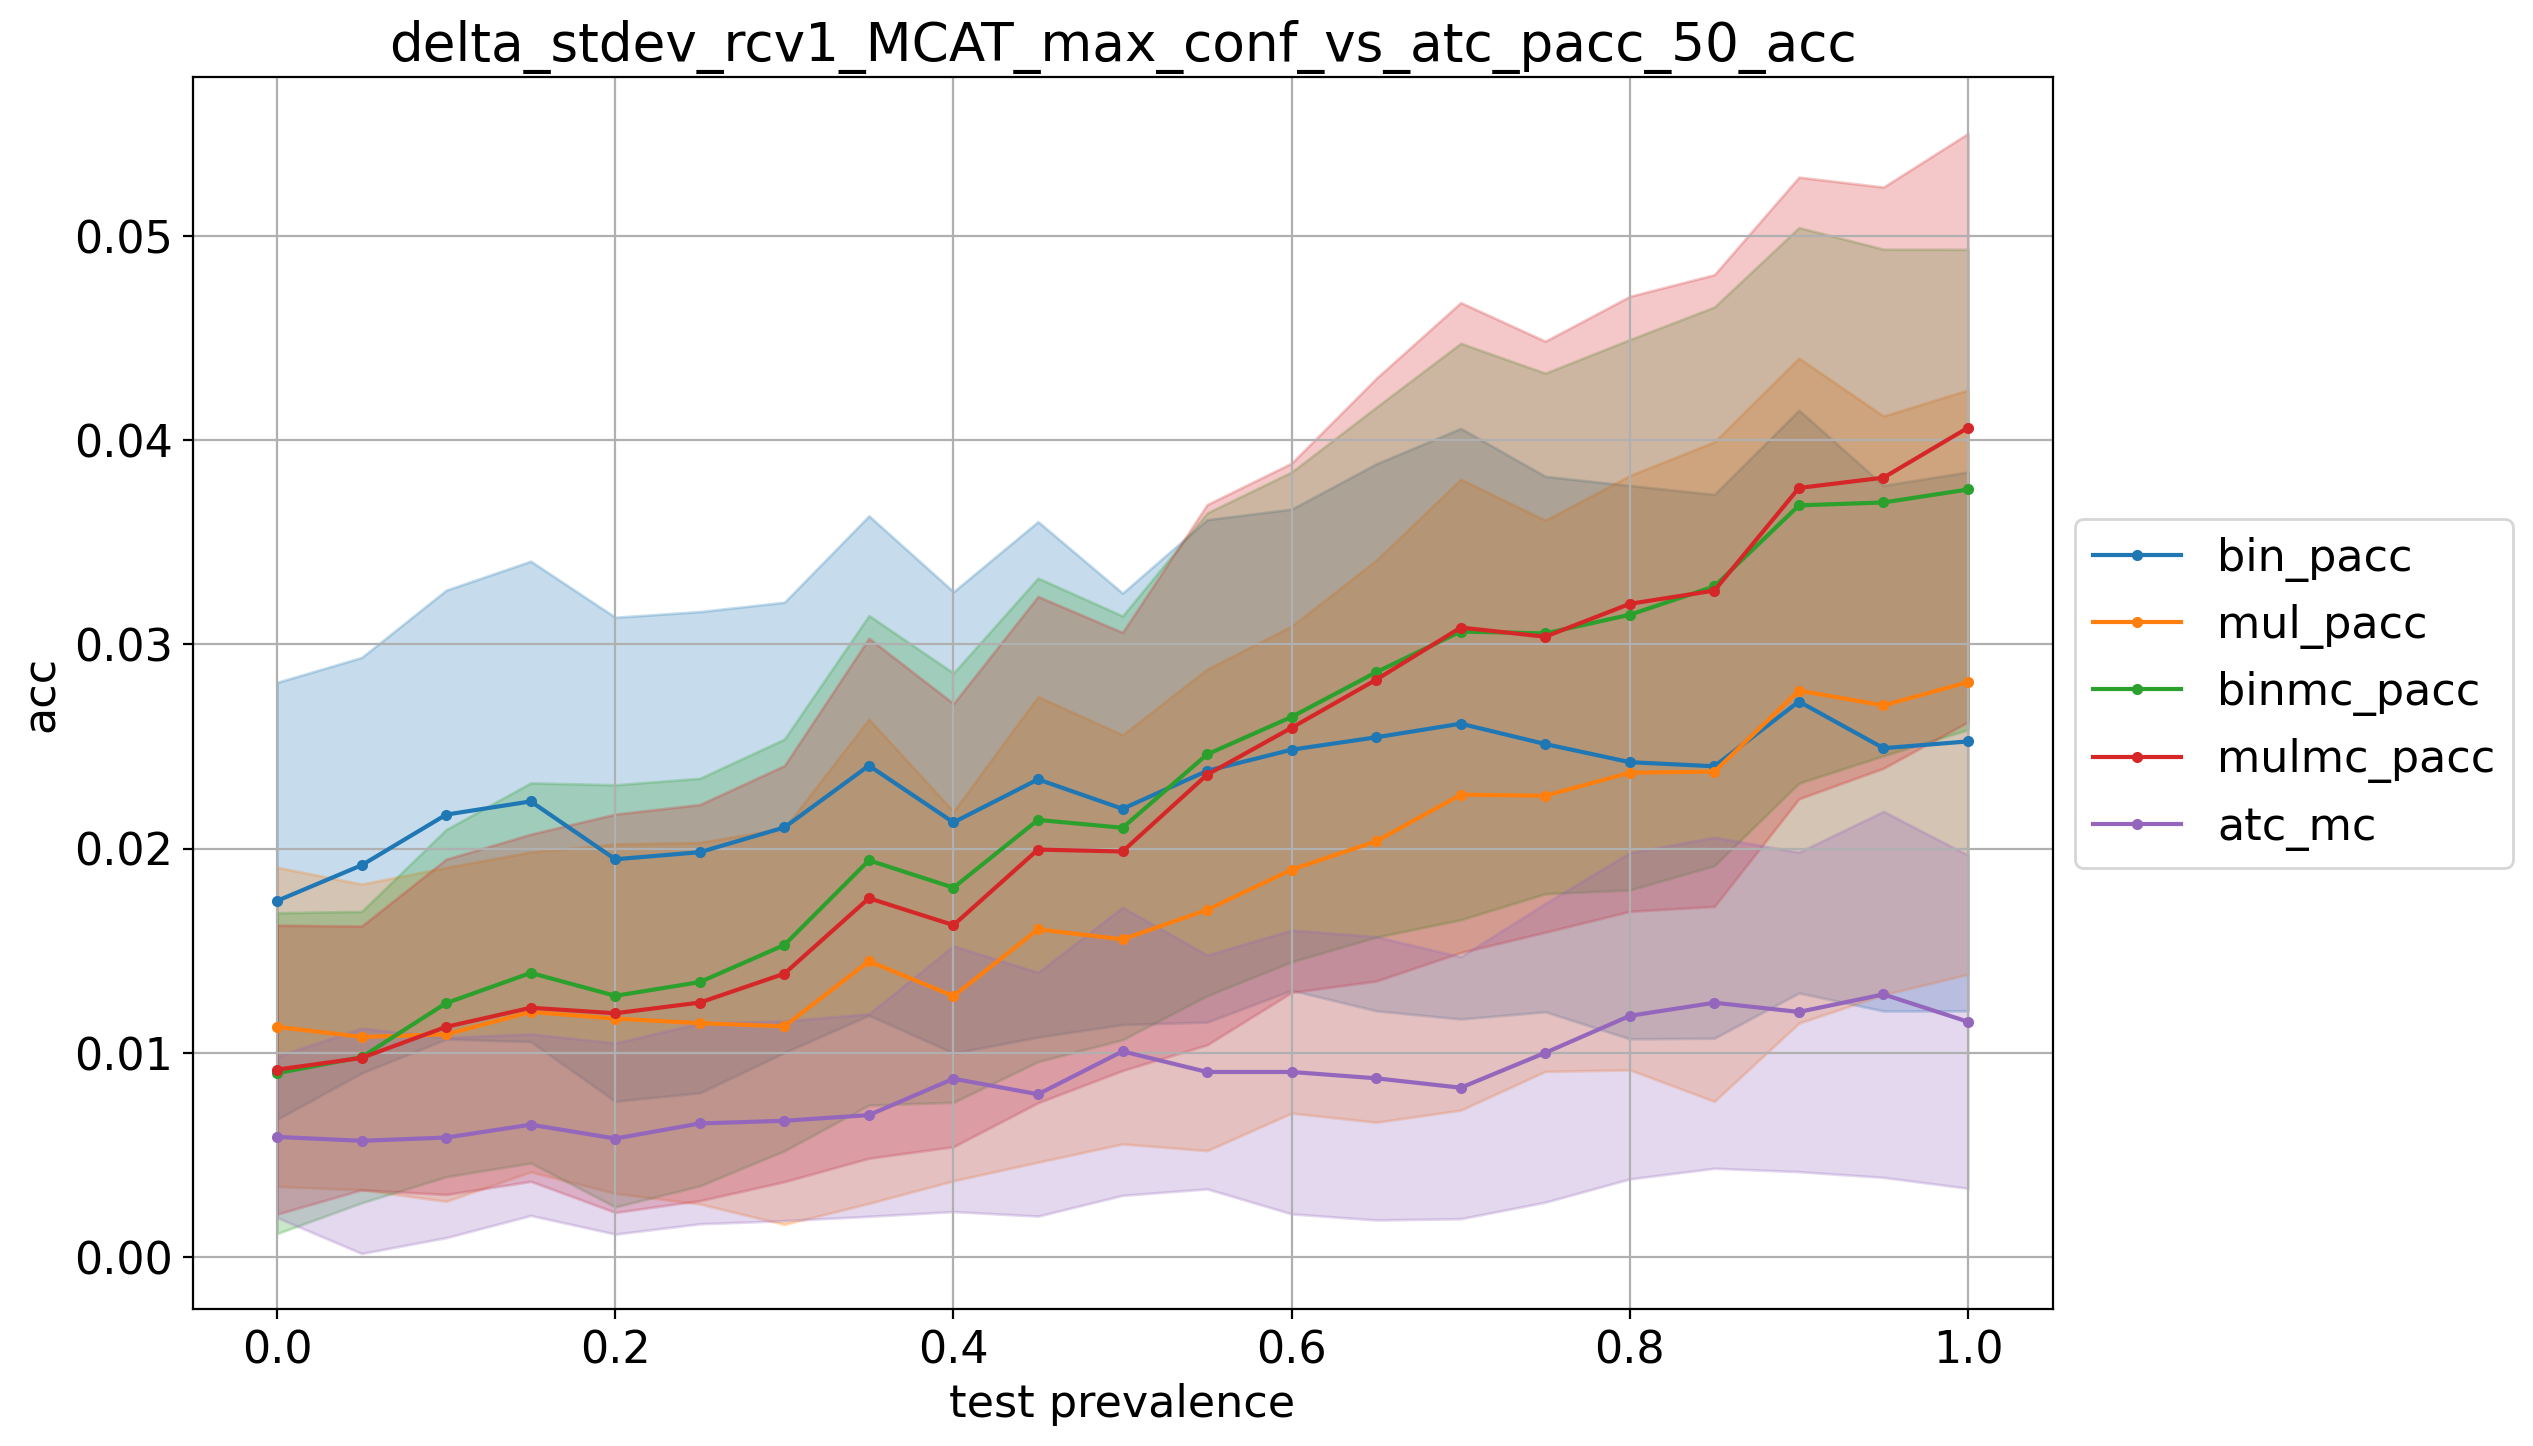 delta_stdev_rcv1_MCAT_max_conf_vs_atc_pacc_50_acc
acc
0.05
0.04
0.03
0.02
0.01
0.00
0.0 0.2 0.4 0.6 0.8 1.0
test prevalence
bin_pacc
mul_pacc
binmc_pacc
mulmc_pacc
atc_mc